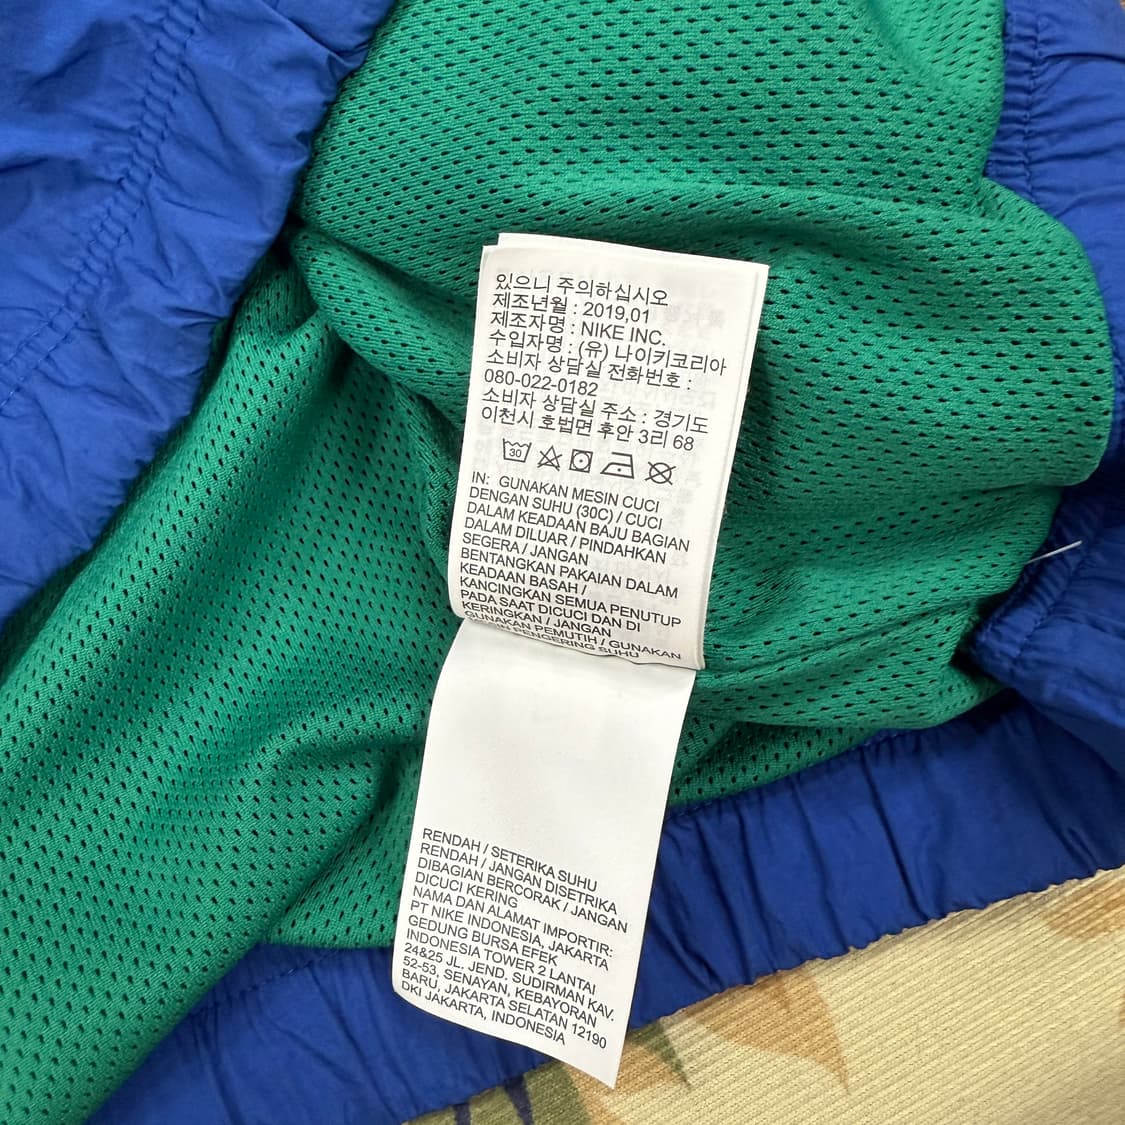 있으니 주의하십시오
제조년월 : 2019,01
제조자명 : NIKE INC.
수입자명 : (유) 나이키코리아
소비자 상담실 전화번호 :
080-022-0182
소비자 상담실 주소 : 경기도
이천시 호법면 후안 3리 68
30
IN: GUNAKAN MESIN CUCI
DENGAN SUHU (30C) / CUCI
DALAM KEADAAN BAJU BAGIAN
DALAM DILUAR / PINDAHKAN
SEGERA / JANGAN
BENTANGKAN PAKAIAN DALAM
KEADAAN BASAH /
KANCINGKAN SEMUA PENUTUP
PADA SAAT DICUCI DAN DI
KERINGKAN / JANGAN
GUNAKAN PEMUTIH / GUNAKAN
MESIN PENGERING SUHU
RENDAH / SETERIKA SUHU
RENDAH / JANGAN DISETRIKA
DIBAGIAN BERCORAK / JANGAN
DICUCI KERING
NAMA DAN ALAMAT IMPORTIR:
PT NIKE INDONESIA, JAKARTA
GEDUNG BURSA EFEK
INDONESIA TOWER 2 LANTAI
24&25 JL. JEND. SUDIRMAN KAV.
52-53, SENAYAN, KEBAYORAN
BARU, JAKARTA SELATAN 12190
DKI JAKARTA, INDONESIA